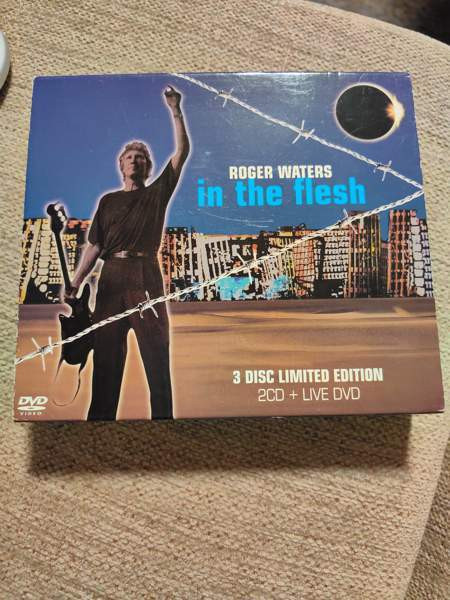 ROGER WATERS
in the flesh
3 DISC LIMITED EDITION
2CD + LIVE DVD
DVD
VIDEO